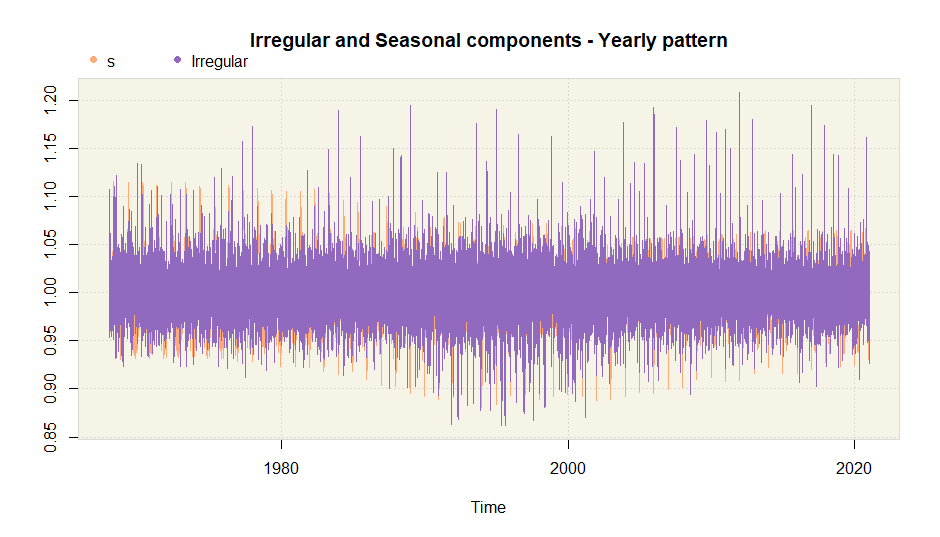 Irregular and Seasonal components - Yearly pattern
s Irregular
1.20
1.15
1.10
1.05
1.00
0.95
0.90
0.85
1980 2000 2020
Time